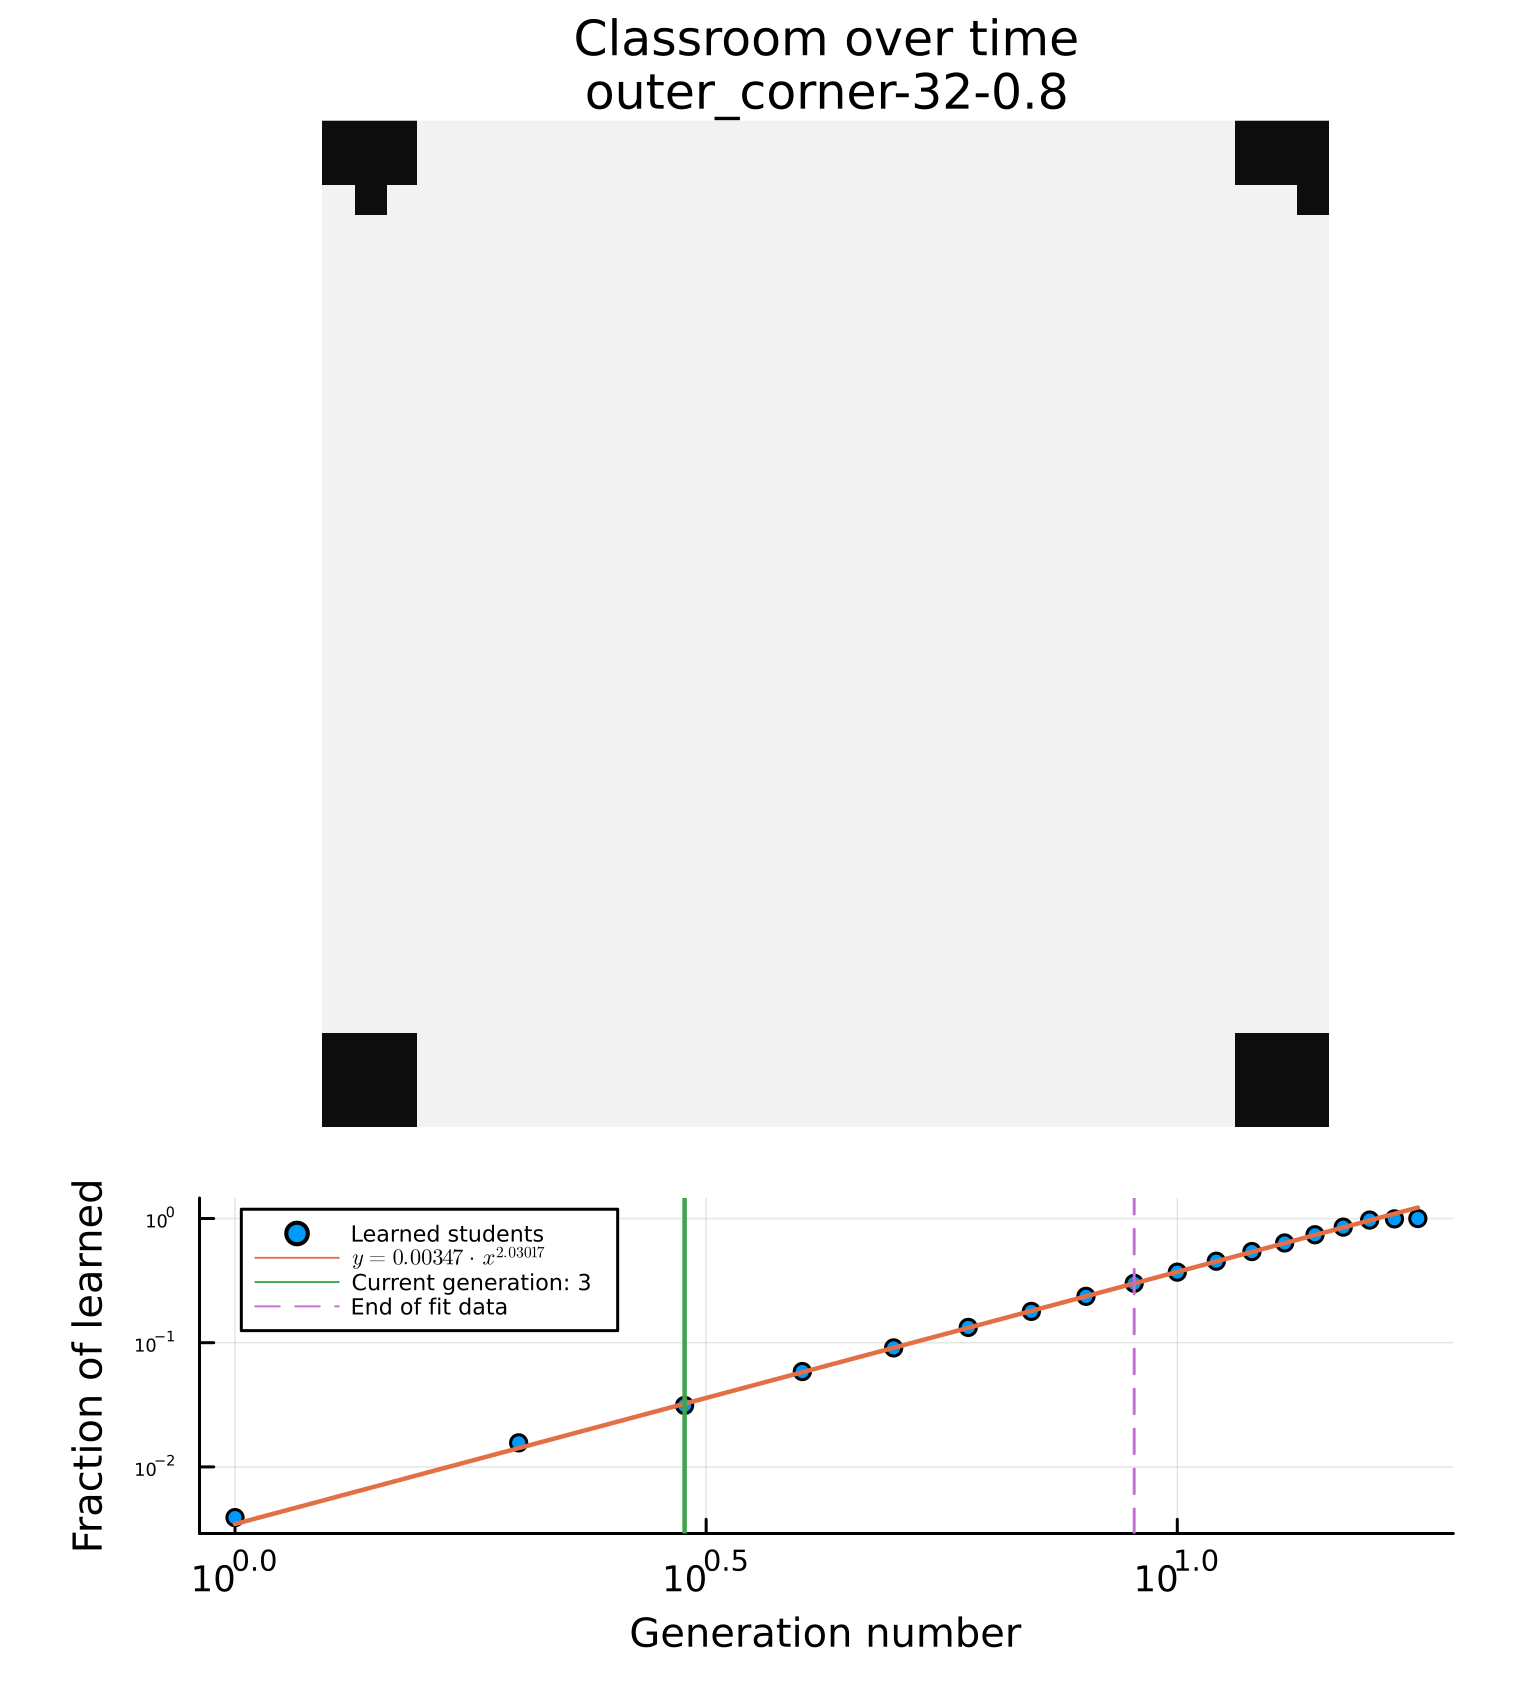 Classroom over time
outer_corner-32-0.8
Fraction of learned
10^0
10^-1
10^-2
Learned students
y = 0.00347 · x^2.03017
Current generation: 3
End of fit data
10^0.0
10^0.5
10^1.0
Generation number